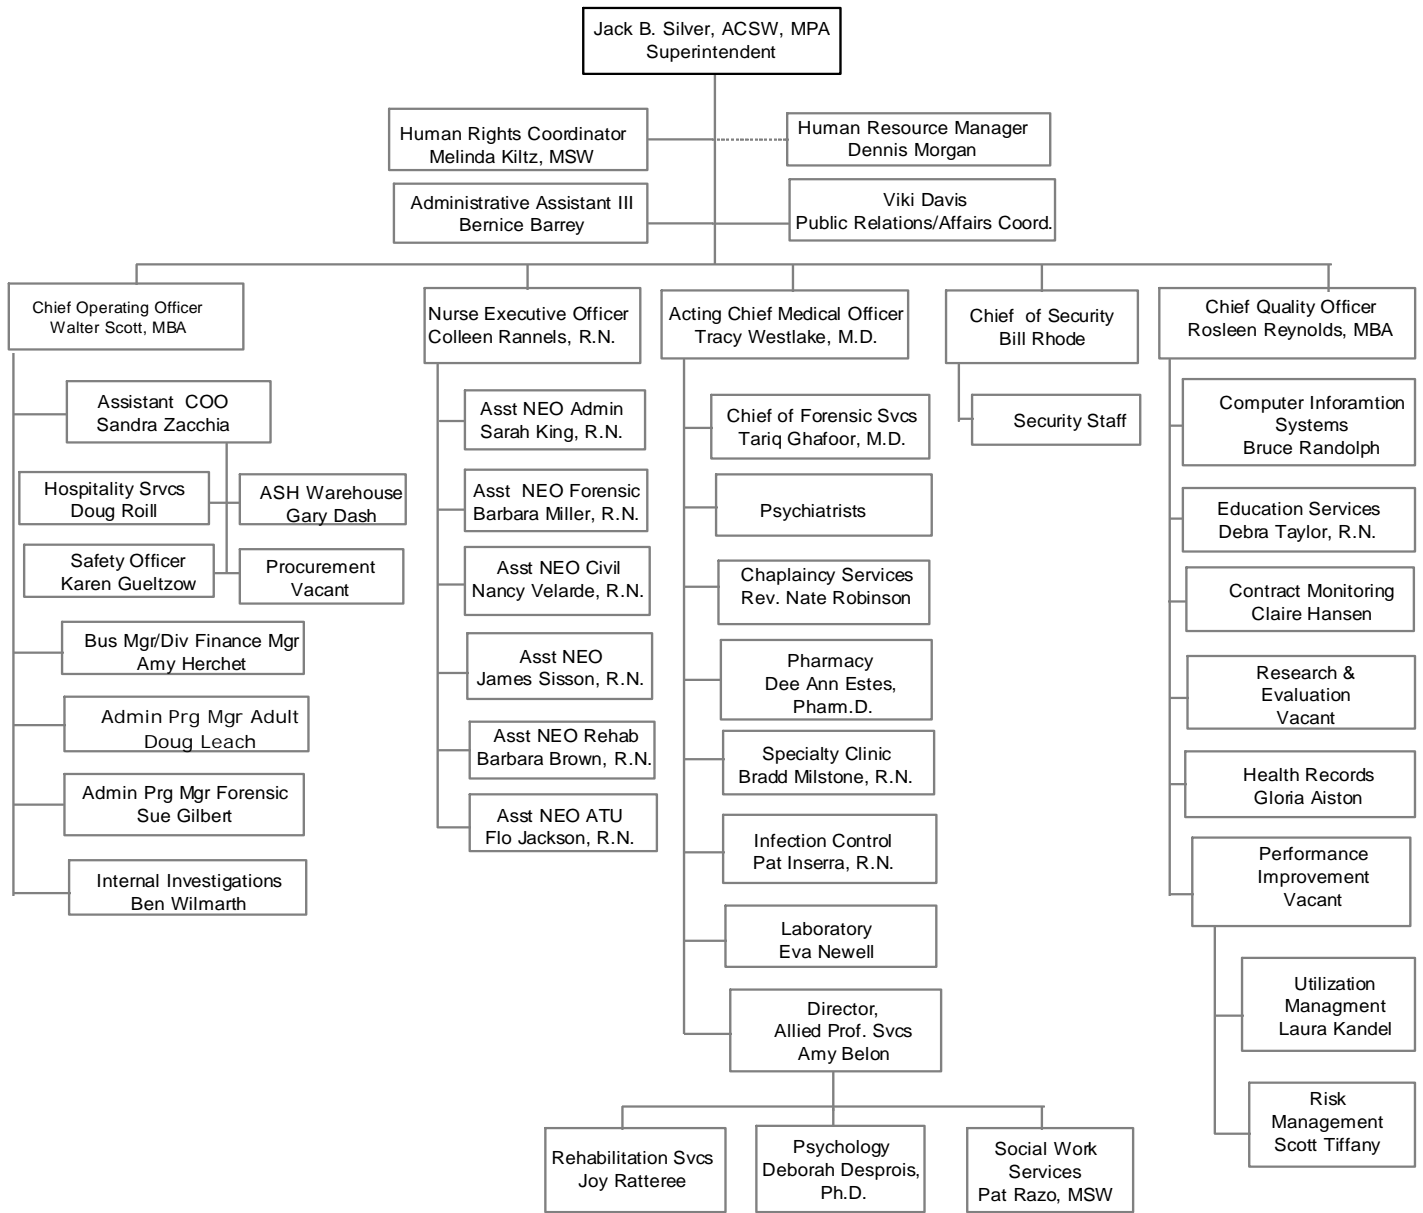 Jack B. Silver, ACSW, MPA
Superintendent
Human Rights Coordinator
Melinda Kiltz, MSW
Human Resource Manager
Dennis Morgan
Administrative Assistant III
Bernice Barrey
Viki Davis
Public Relations/Affairs Coord.
Chief Operating Officer
Walter Scott, MBA
Assistant COO
Sandra Zacchia
Hospitality Srvcs
Doug Roill
ASH Warehouse
Gary Dash
Safety Officer
Karen Gueltzow
Procurement
Vacant
Bus Mgr/Div Finance Mgr
Amy Herchet
Admin Prg Mgr Adult
Doug Leach
Admin Prg Mgr Forensic
Sue Gilbert
Internal Investigations
Ben Wilmarth
Nurse Executive Officer
Colleen Rannels, R.N.
Asst NEO Admin
Sarah King, R.N.
Asst NEO Forensic
Barbara Miller, R.N.
Asst NEO Civil
Nancy Velarde, R.N.
Asst NEO
James Sisson, R.N.
Asst NEO Rehab
Barbara Brown, R.N.
Asst NEO ATU
Flo Jackson, R.N.
Acting Chief Medical Officer
Tracy Westlake, M.D.
Chief of Forensic Svcs
Tariq Ghafoor, M.D.
Psychiatrists
Chaplaincy Services
Rev. Nate Robinson
Pharmacy
Dee Ann Estes,
Pharm.D.
Specialty Clinic
Bradd Milstone, R.N.
Infection Control
Pat Inserra, R.N.
Laboratory
Eva Newell
Director,
Allied Prof. Svcs
Amy Belon
Rehabilitation Svcs
Joy Ratteree
Psychology
Deborah Desprois,
Ph.D.
Social Work
Services
Pat Razo, MSW
Chief of Security
Bill Rhode
Security Staff
Chief Quality Officer
Rosleen Reynolds, MBA
Computer Inforamtion
Systems
Bruce Randolph
Education Services
Debra Taylor, R.N.
Contract Monitoring
Claire Hansen
Research &
Evaluation
Vacant
Health Records
Gloria Aiston
Performance
Improvement
Vacant
Utilization
Managment
Laura Kandel
Risk
Management
Scott Tiffany